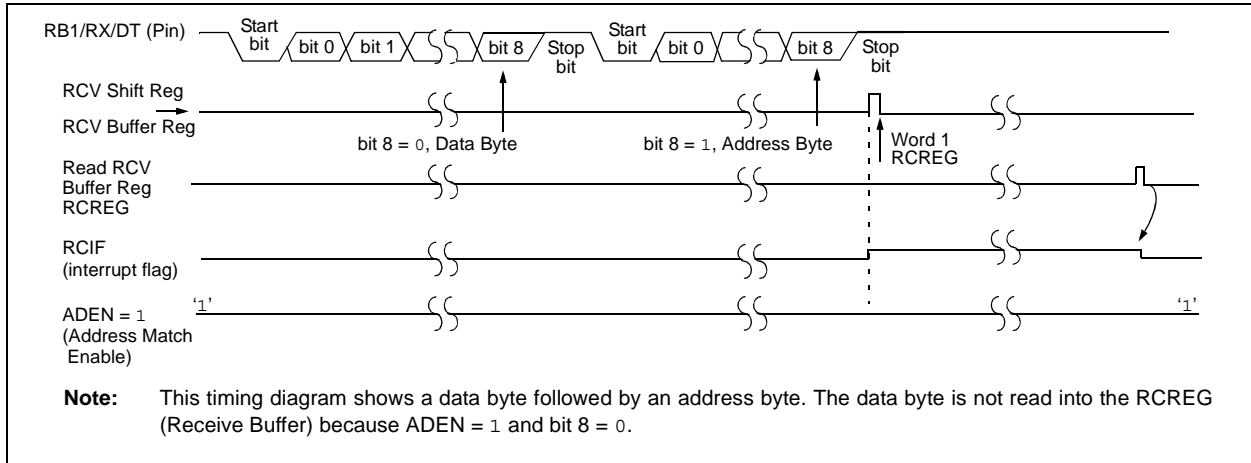 RB1/RX/DT (Pin)
Start
bit
bit 0
bit 1
bit 8
Stop
bit
Start
bit
bit 0
bit 8
Stop
bit
RCV Shift Reg
RCV Buffer Reg
bit 8 = 0, Data Byte
bit 8 = 1, Address Byte
Word 1
RCREG
Read RCV
Buffer Reg
RCREG
RCIF
(interrupt flag)
ADEN = 1
(Address Match
Enable)
‘1’
‘1’
Note: This timing diagram shows a data byte followed by an address byte. The data byte is not read into the RCREG
(Receive Buffer) because ADEN = 1 and bit 8 = 0.